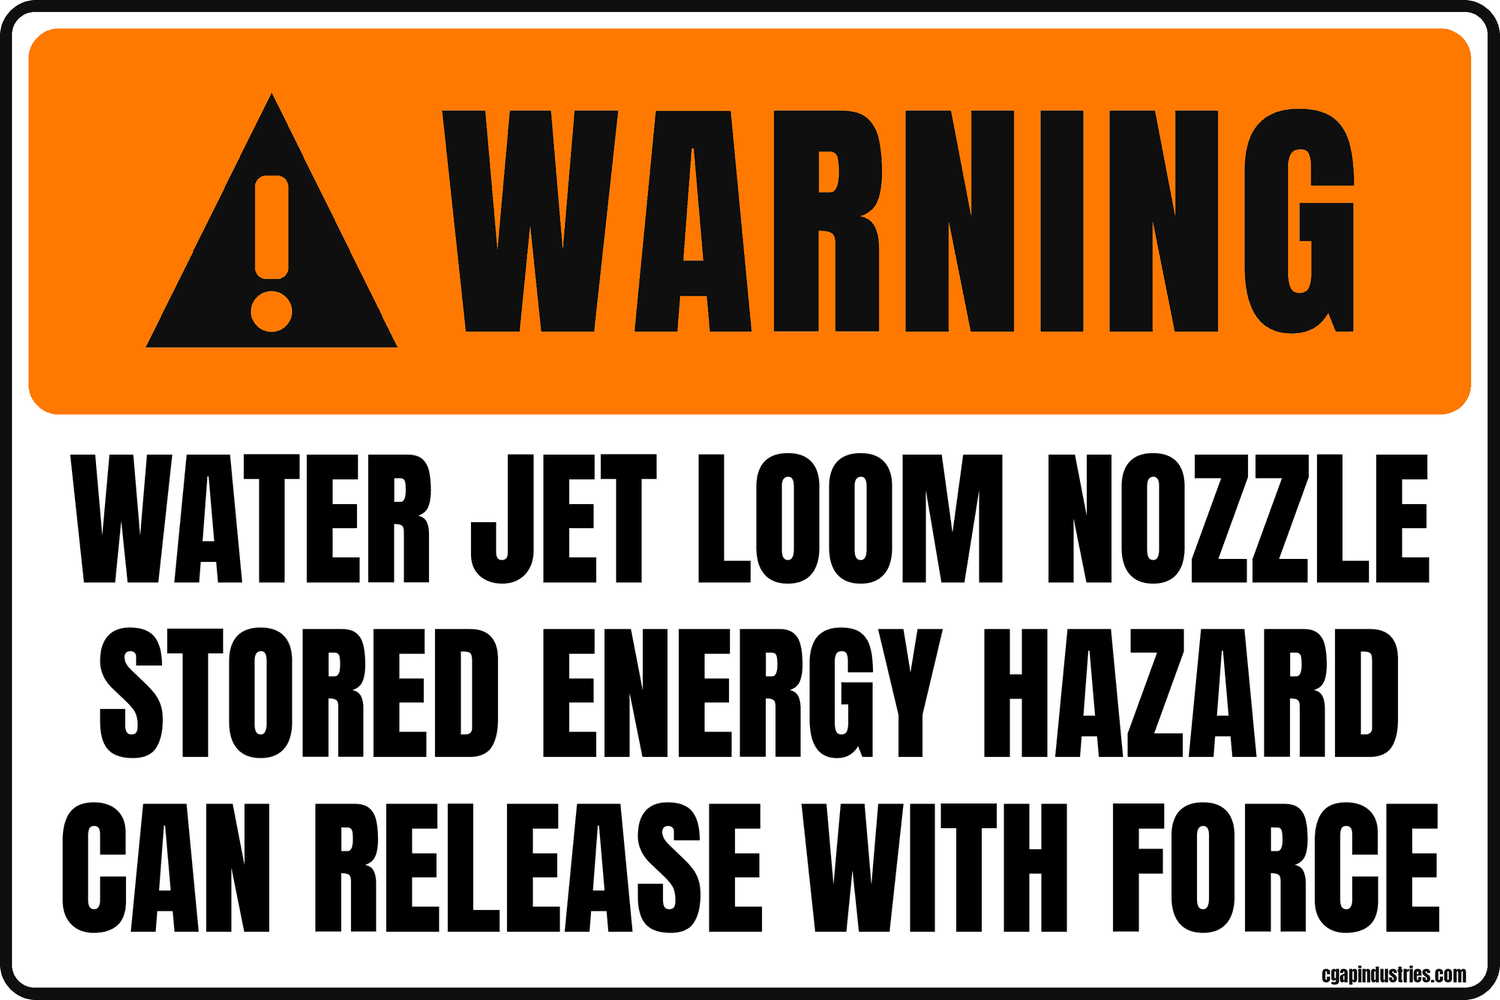 WARNING
WATER JET LOOM NOZZLE
STORED ENERGY HAZARD
CAN RELEASE WITH FORCE
cgapindustries.com